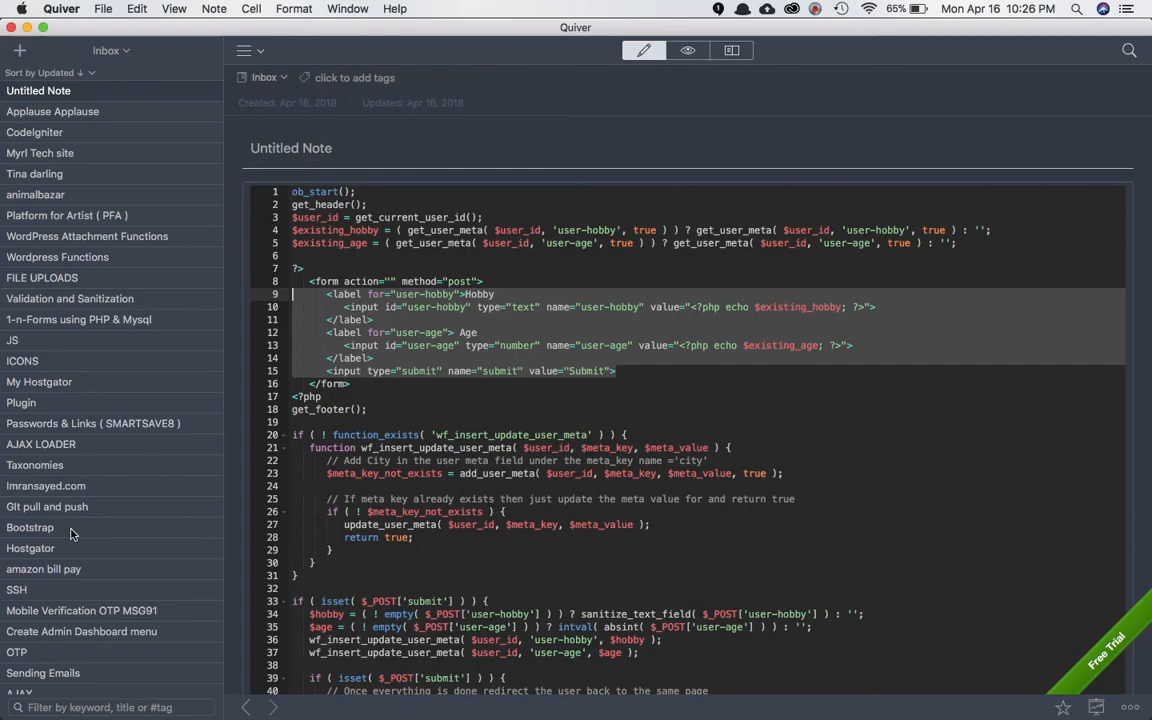 Quiver File Edit View Note Cell Format Window Help 65% Mon Apr 16 10:26 PM
Quiver
Inbox
Sort by Updated ↓
Untitled Note
Applause Applause
CodeIgniter
Myrl Tech site
Tina darling
animalbazar
Platform for Artist ( PFA )
WordPress Attachment Functions
Wordpress Functions
FILE UPLOADS
Validation and Sanitization
1-n-Forms using PHP & Mysql
JS
ICONS
My Hostgator
Plugin
Passwords & Links ( SMARTSAVE8 )
AJAX LOADER
Taxonomies
Imransayed.com
GIt pull and push
Bootstrap
Hostgator
amazon bill pay
SSH
Mobile Verification OTP MSG91
Create Admin Dashboard menu
OTP
Sending Emails
AJAX
Filter by keyword, title or #tag
Inbox click to add tags
Created: Apr 16, 2018 Updated: Apr 16, 2018
Untitled Note
1 ob_start();
2 get_header();
3 $user_id = get_current_user_id();
4 $existing_hobby = ( get_user_meta( $user_id, 'user-hobby', true ) ) ? get_user_meta( $user_id, 'user-hobby', true ) : '';
5 $existing_age = ( get_user_meta( $user_id, 'user-age', true ) ) ? get_user_meta( $user_id, 'user-age', true ) : '';
6
7 ?>
8 <form action="" method="post">
9 <label for="user-hobby">Hobby
10 <input id="user-hobby" type="text" name="user-hobby" value="<?php echo $existing_hobby; ?>">
11 </label>
12 <label for="user-age"> Age
13 <input id="user-age" type="number" name="user-age" value="<?php echo $existing_age; ?>">
14 </label>
15 <input type="submit" name="submit" value="Submit">
16 </form>
17 <?php
18 get_footer();
19
20 if ( ! function_exists( 'wf_insert_update_user_meta' ) ) {
21 function wf_insert_update_user_meta( $user_id, $meta_key, $meta_value ) {
22 // Add City in the user meta field under the meta_key name ='city'
23 $meta_key_not_exists = add_user_meta( $user_id, $meta_key, $meta_value, true );
24
25 // If meta key already exists then just update the meta value for and return true
26 if ( ! $meta_key_not_exists ) {
27 update_user_meta( $user_id, $meta_key, $meta_value );
28 return true;
29 }
30 }
31 }
32
33 if ( isset( $_POST['submit'] ) ) {
34 $hobby = ( ! empty( $_POST['user-hobby'] ) ) ? sanitize_text_field( $_POST['user-hobby'] ) : '';
35 $age = ( ! empty( $_POST['user-age'] ) ) ? intval( absint( $_POST['user-age'] ) ) : '';
36 wf_insert_update_user_meta( $user_id, 'user-hobby', $hobby );
37 wf_insert_update_user_meta( $user_id, 'user-age', $age );
38
39 if ( isset( $_POST['submit'] ) ) {
40 // Once everything is done redirect the user back to the same page
Free Trial